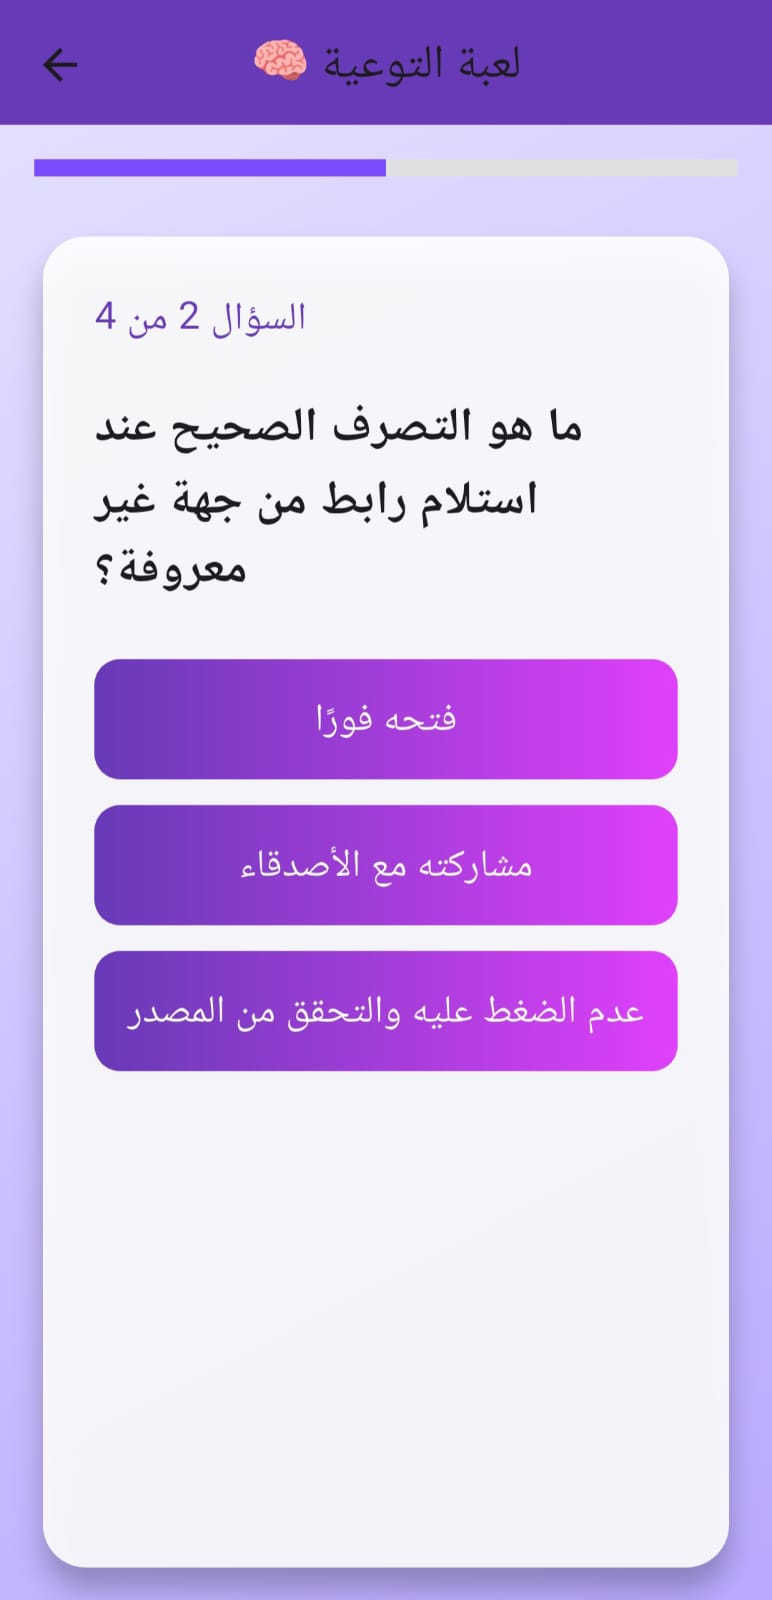 لعبة التوعية 🧠
السؤال 2 من 4
ما هو التصرف الصحيح عند
استلام رابط من جهة غير
معروفة؟
فتحه فورًا
مشاركته مع الأصدقاء
عدم الضغط عليه والتحقق من المصدر